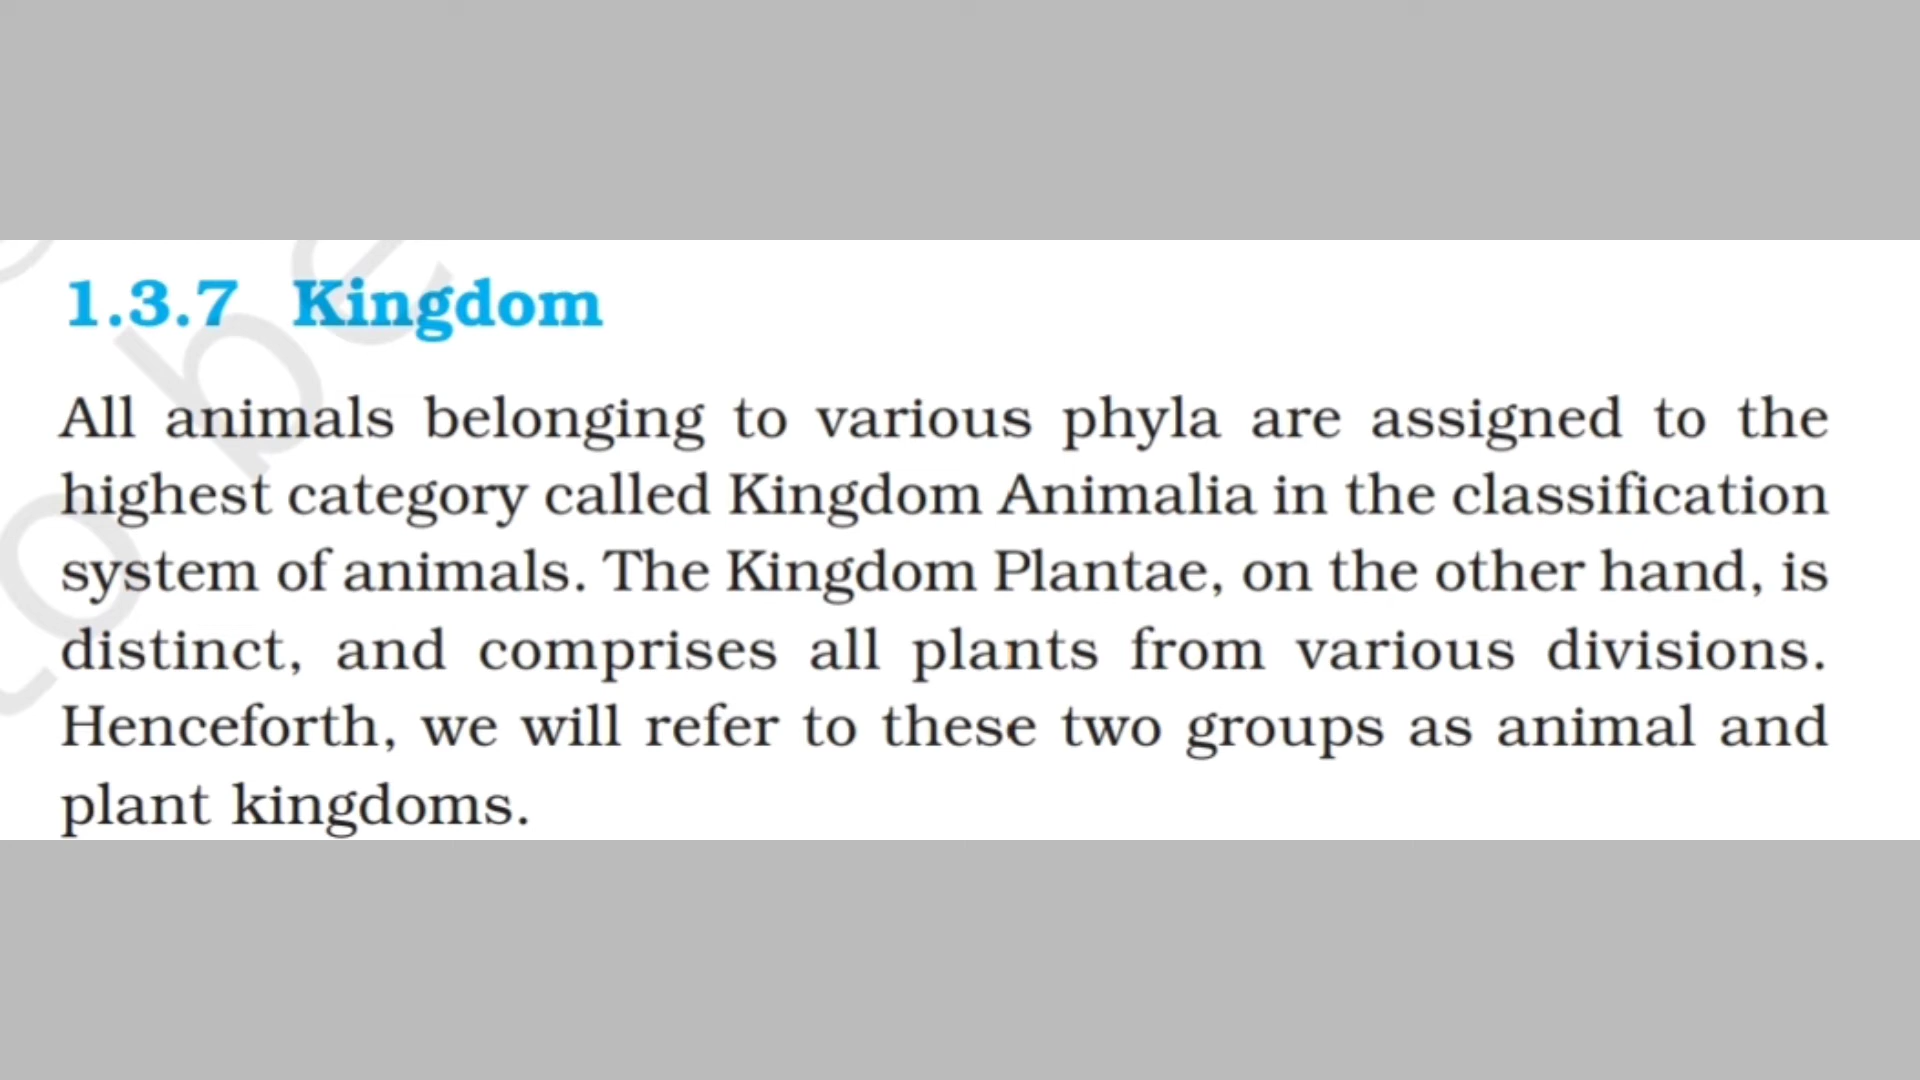 1.3.7 Kingdom
All animals belonging to various phyla are assigned to the
highest category called Kingdom Animalia in the classification
system of animals. The Kingdom Plantae, on the other hand, is
distinct, and comprises all plants from various divisions.
Henceforth, we will refer to these two groups as animal and
plant kingdoms.
to be